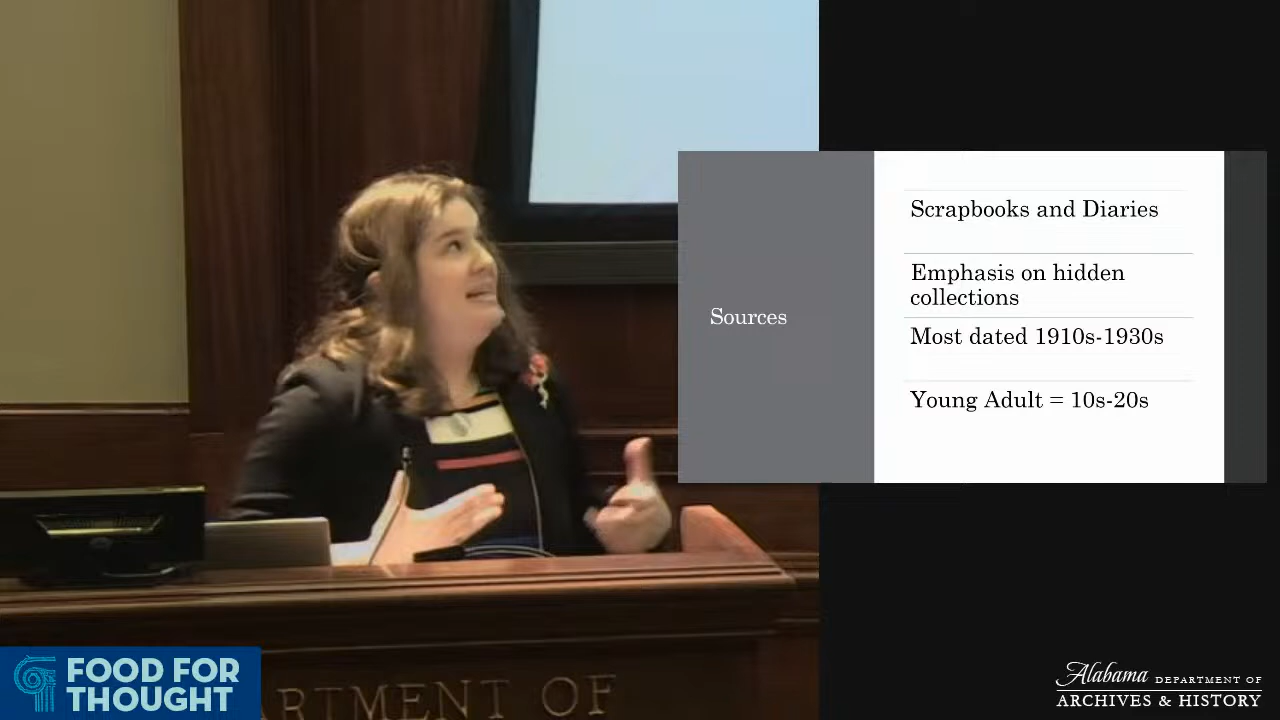 Sources
Scrapbooks and Diaries
Emphasis on hidden
collections
Most dated 1910s-1930s
Young Adult = 10s-20s
FOOD FOR
THOUGHT
ARTMENT OF
Alabama DEPARTMENT OF
ARCHIVES & HISTORY